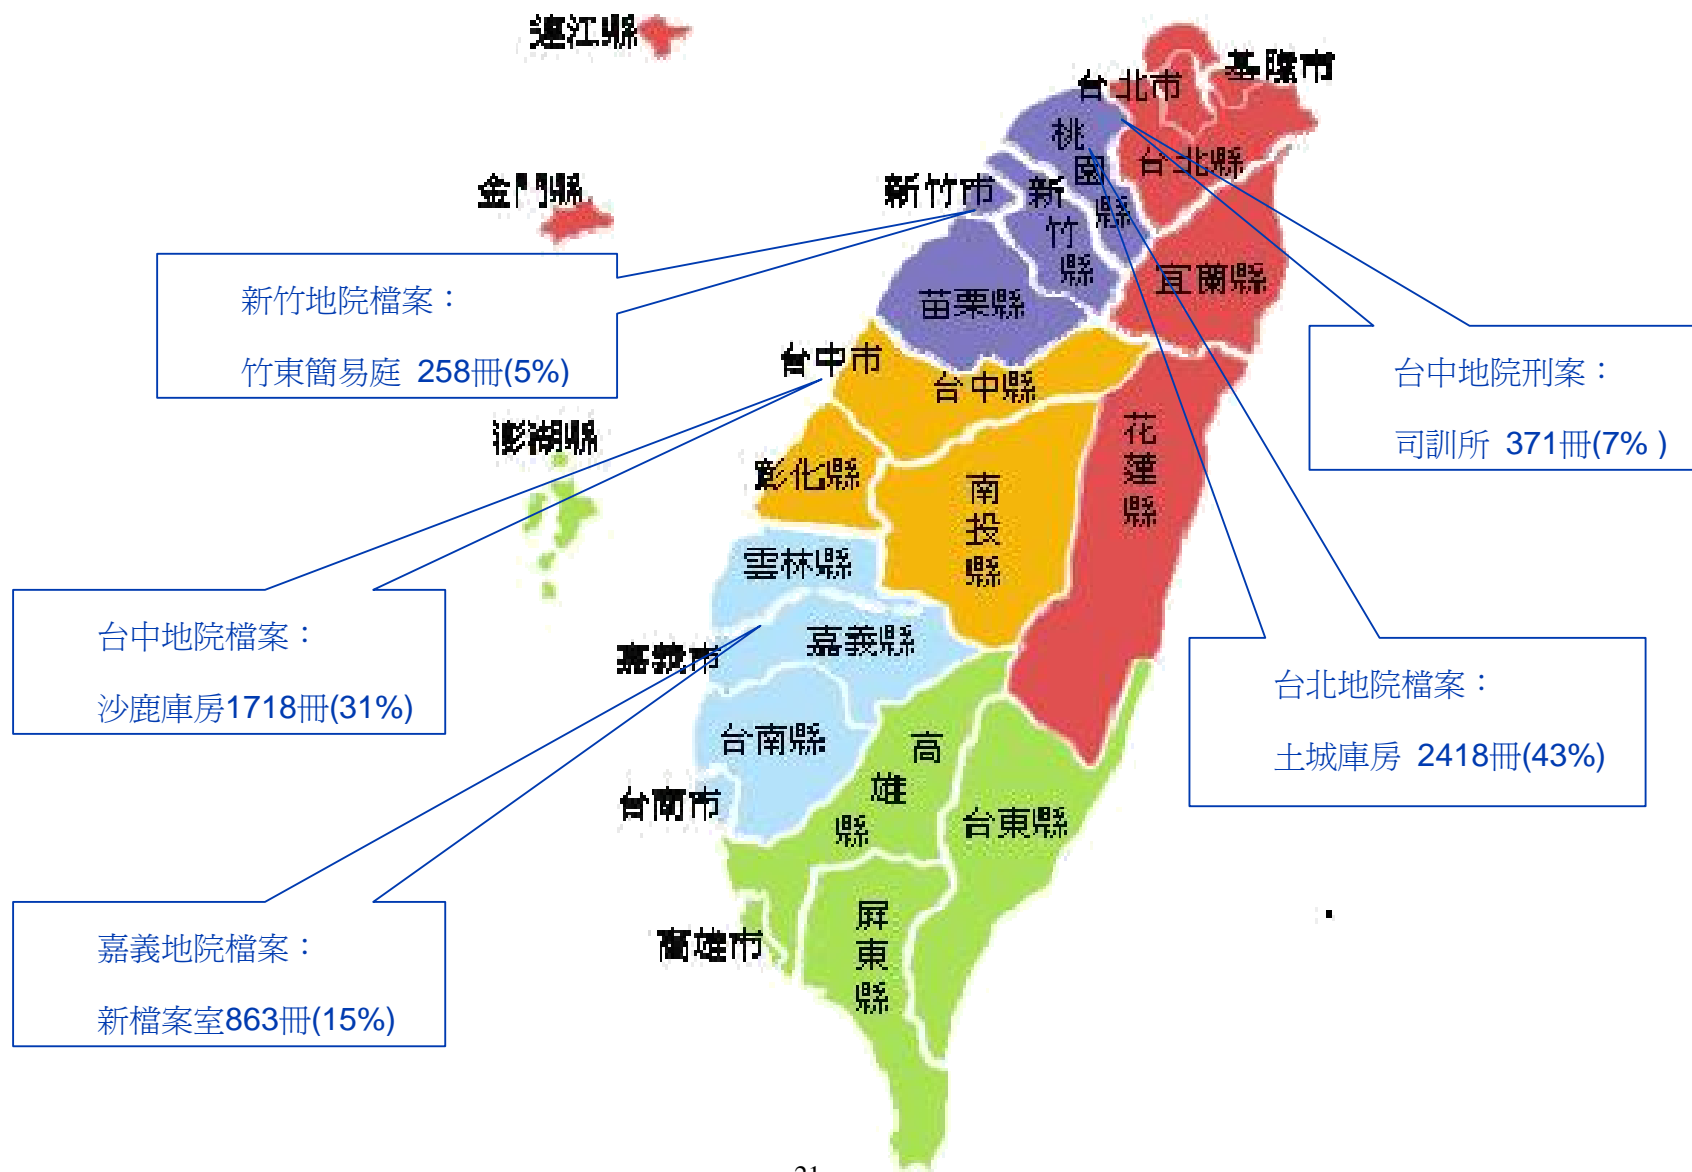 連江縣
基隆市
台北市
桃園縣
台北縣
金門縣
新竹市
新竹縣
宜蘭縣
新竹地院檔案：
竹東簡易庭 258冊(5%)
苗栗縣
台中市
台中縣
台中地院刑案：
司訓所 371冊(7% )
花蓮縣
澎湖縣
彰化縣
南投縣
雲林縣
台中地院檔案：
沙鹿庫房1718冊(31%)
嘉義縣
嘉義市
台北地院檔案：
土城庫房 2418冊(43%)
台南縣
高雄縣
台南市
台東縣
嘉義地院檔案：
新檔案室863冊(15%)
高雄市
屏東縣